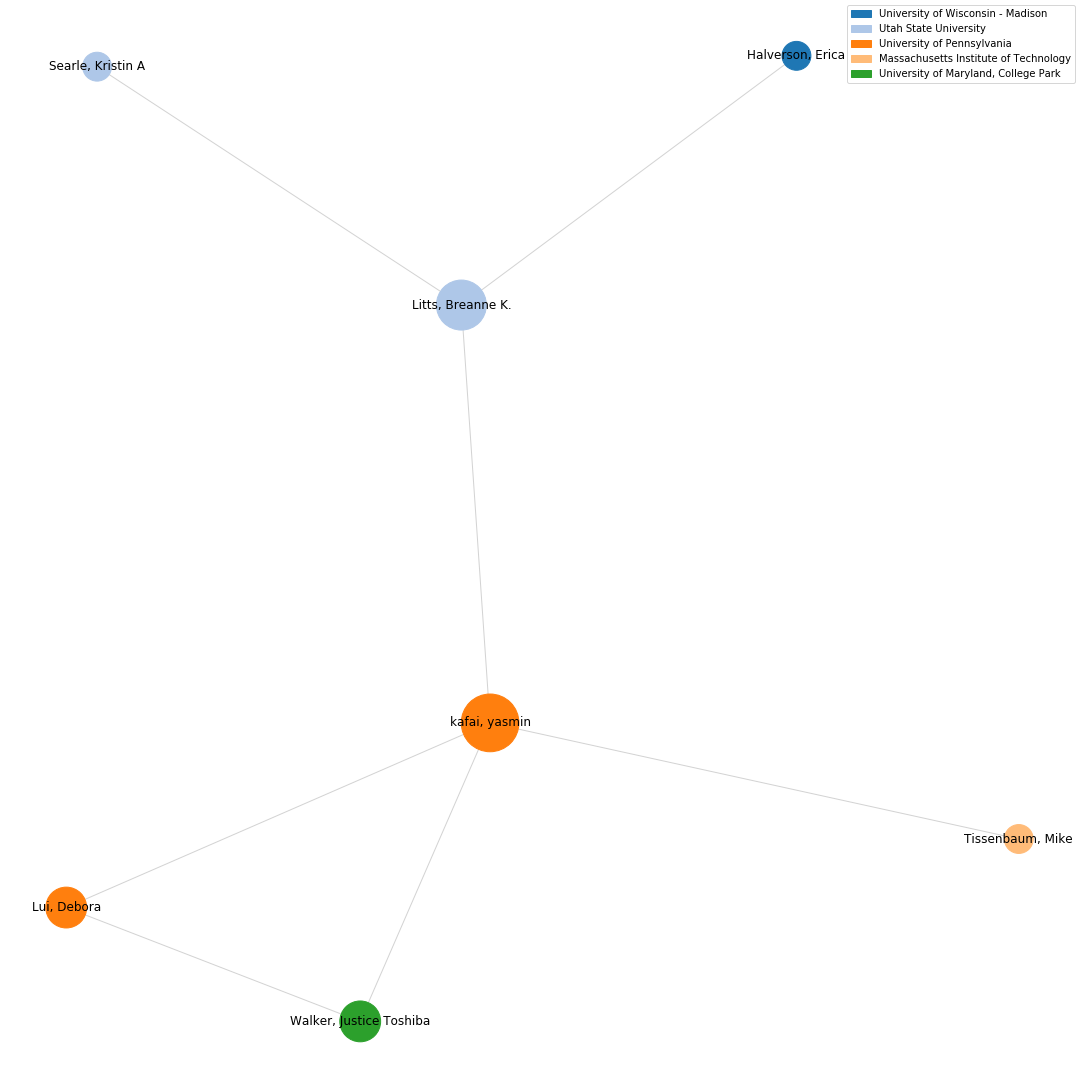 University of Wisconsin - Madison
Utah State University
University of Pennsylvania
Massachusetts Institute of Technology
University of Maryland, College Park
Halverson, Erica
Searle, Kristin A
Litts, Breanne K.
kafai, yasmin
Tissenbaum, Mike
Lui, Debora
Walker, Justice Toshiba